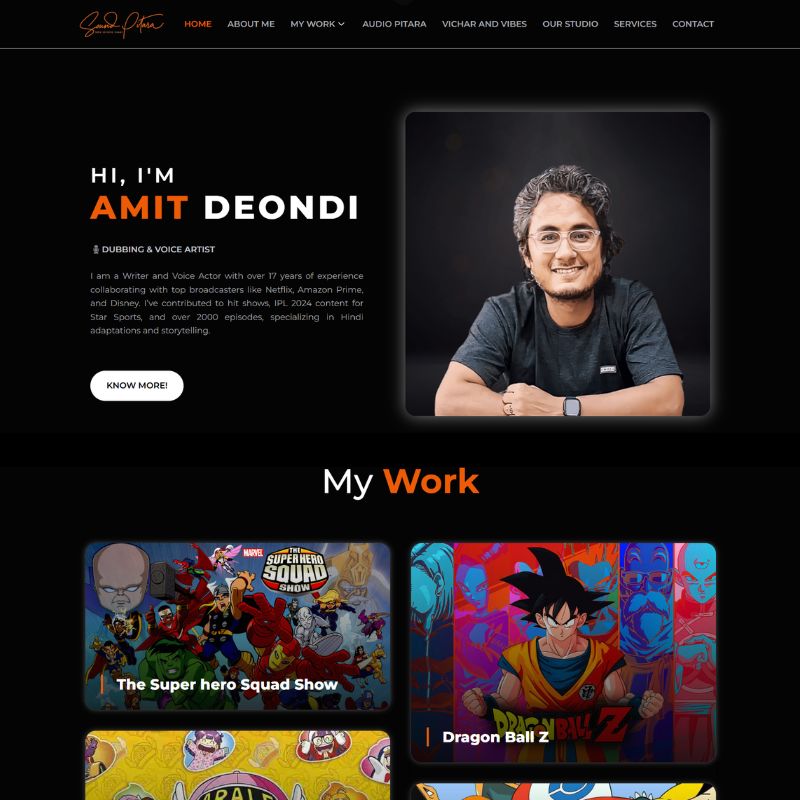 Sound Pitara
HOME ABOUT ME MY WORK AUDIO PITARA VICHAR AND VIBES OUR STUDIO SERVICES CONTACT
HI, I'M
AMIT DEONDI
DUBBING & VOICE ARTIST
I am a Writer and Voice Actor with over 17 years of experience
collaborating with top broadcasters like Netflix, Amazon Prime,
and Disney. I've contributed to hit shows, IPL 2024 content for
Star Sports, and over 2000 episodes, specializing in Hindi
adaptations and storytelling.
KNOW MORE!
My Work
MARVEL
THE
SUPER HERO
SQUAD
SHOW
The Super hero Squad Show
DRAGON BALL Z
Dragon Ball Z
ARALE